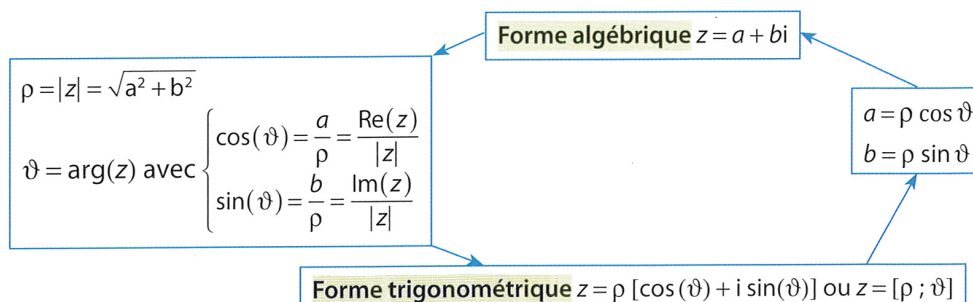 Forme algébrique z = a + bi
ρ = |z| = √(a² + b²)
ϑ = arg(z) avec { cos(ϑ) = a/ρ = Re(z)/|z|
sin(ϑ) = b/ρ = Im(z)/|z|
a = ρ cos ϑ
b = ρ sin ϑ
Forme trigonométrique z = ρ [cos(ϑ) + i sin(ϑ)] ou z = [ρ ; ϑ]